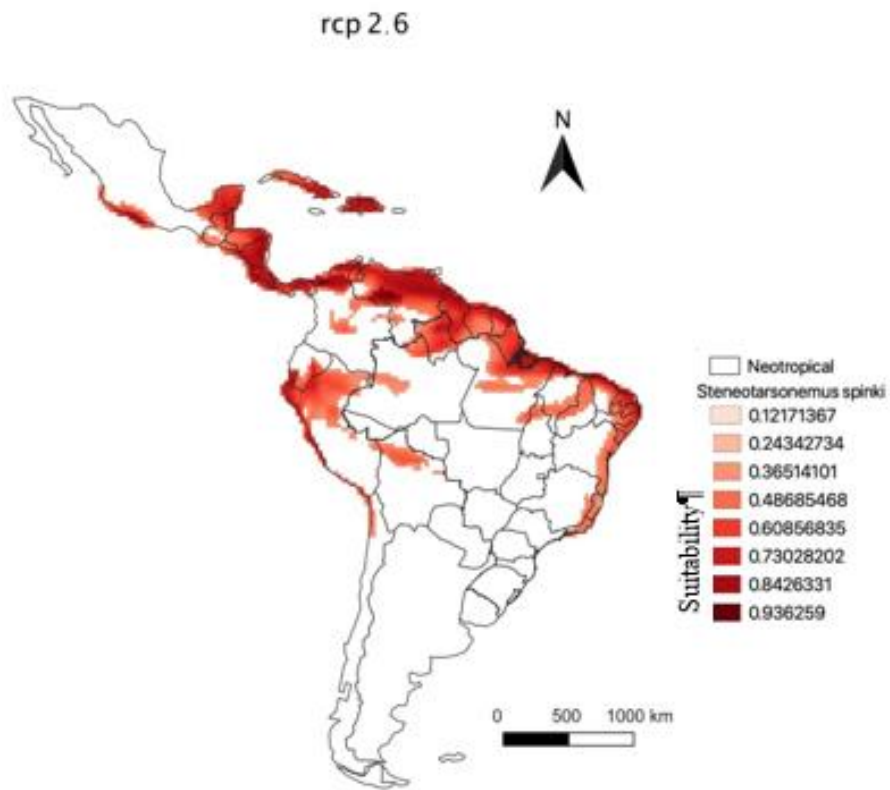 rcp 2.6
N
Neotropical
Steneotarsonemus spinki
0.12171367
0.24342734
0.36514101
0.48685468
0.60856835
0.73028202
0.8426331
0.936259
Suitability¶
0 500 1000 km